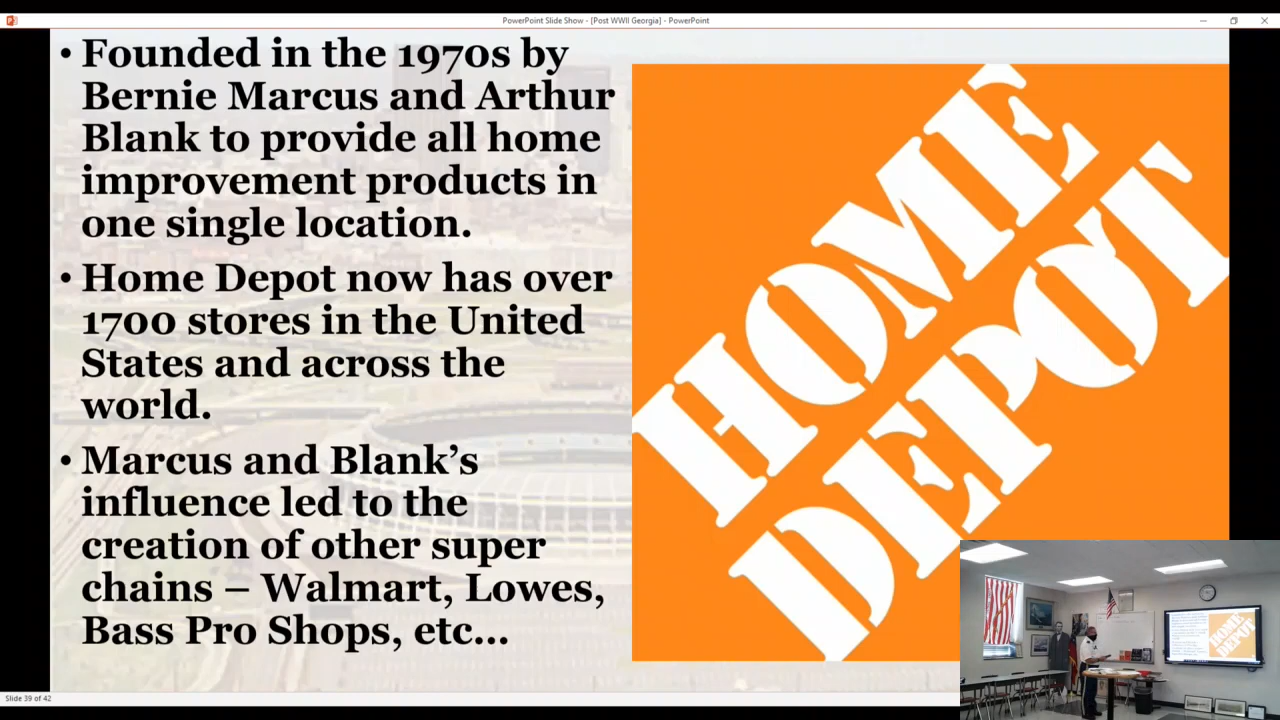 PowerPoint Slide Show - [Post WWII Georgia] - PowerPoint
• Founded in the 1970s by
Bernie Marcus and Arthur
Blank to provide all home
improvement products in
one single location.
• Home Depot now has over
1700 stores in the United
States and across the
world.
• Marcus and Blank’s
influence led to the
creation of other super
chains – Walmart, Lowes,
Bass Pro Shops, etc…
HOME
DEPOT
Slide 39 of 42
HOME
DEPOT